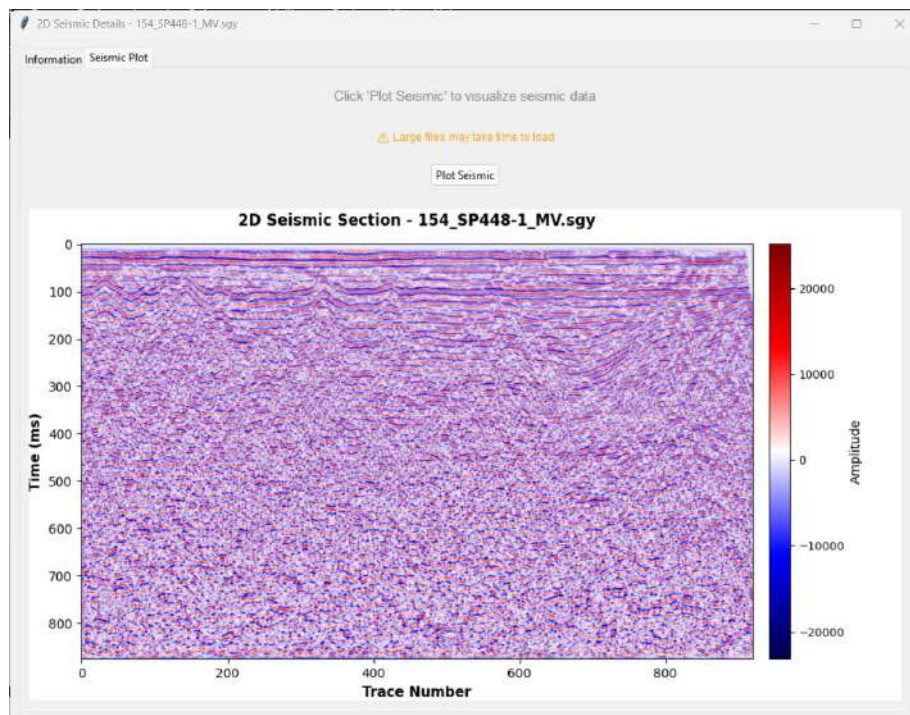 2D Seismic Details - 154_SP448-1_MV.sgy
Information Seismic Plot
Click 'Plot Seismic' to visualize seismic data
⚠ Large files may take time to load
Plot Seismic
2D Seismic Section - 154_SP448-1_MV.sgy
Time (ms)
0
100
200
300
400
500
600
700
800
0 200 400 600 800
Trace Number
20000
10000
0
−10000
−20000
Amplitude